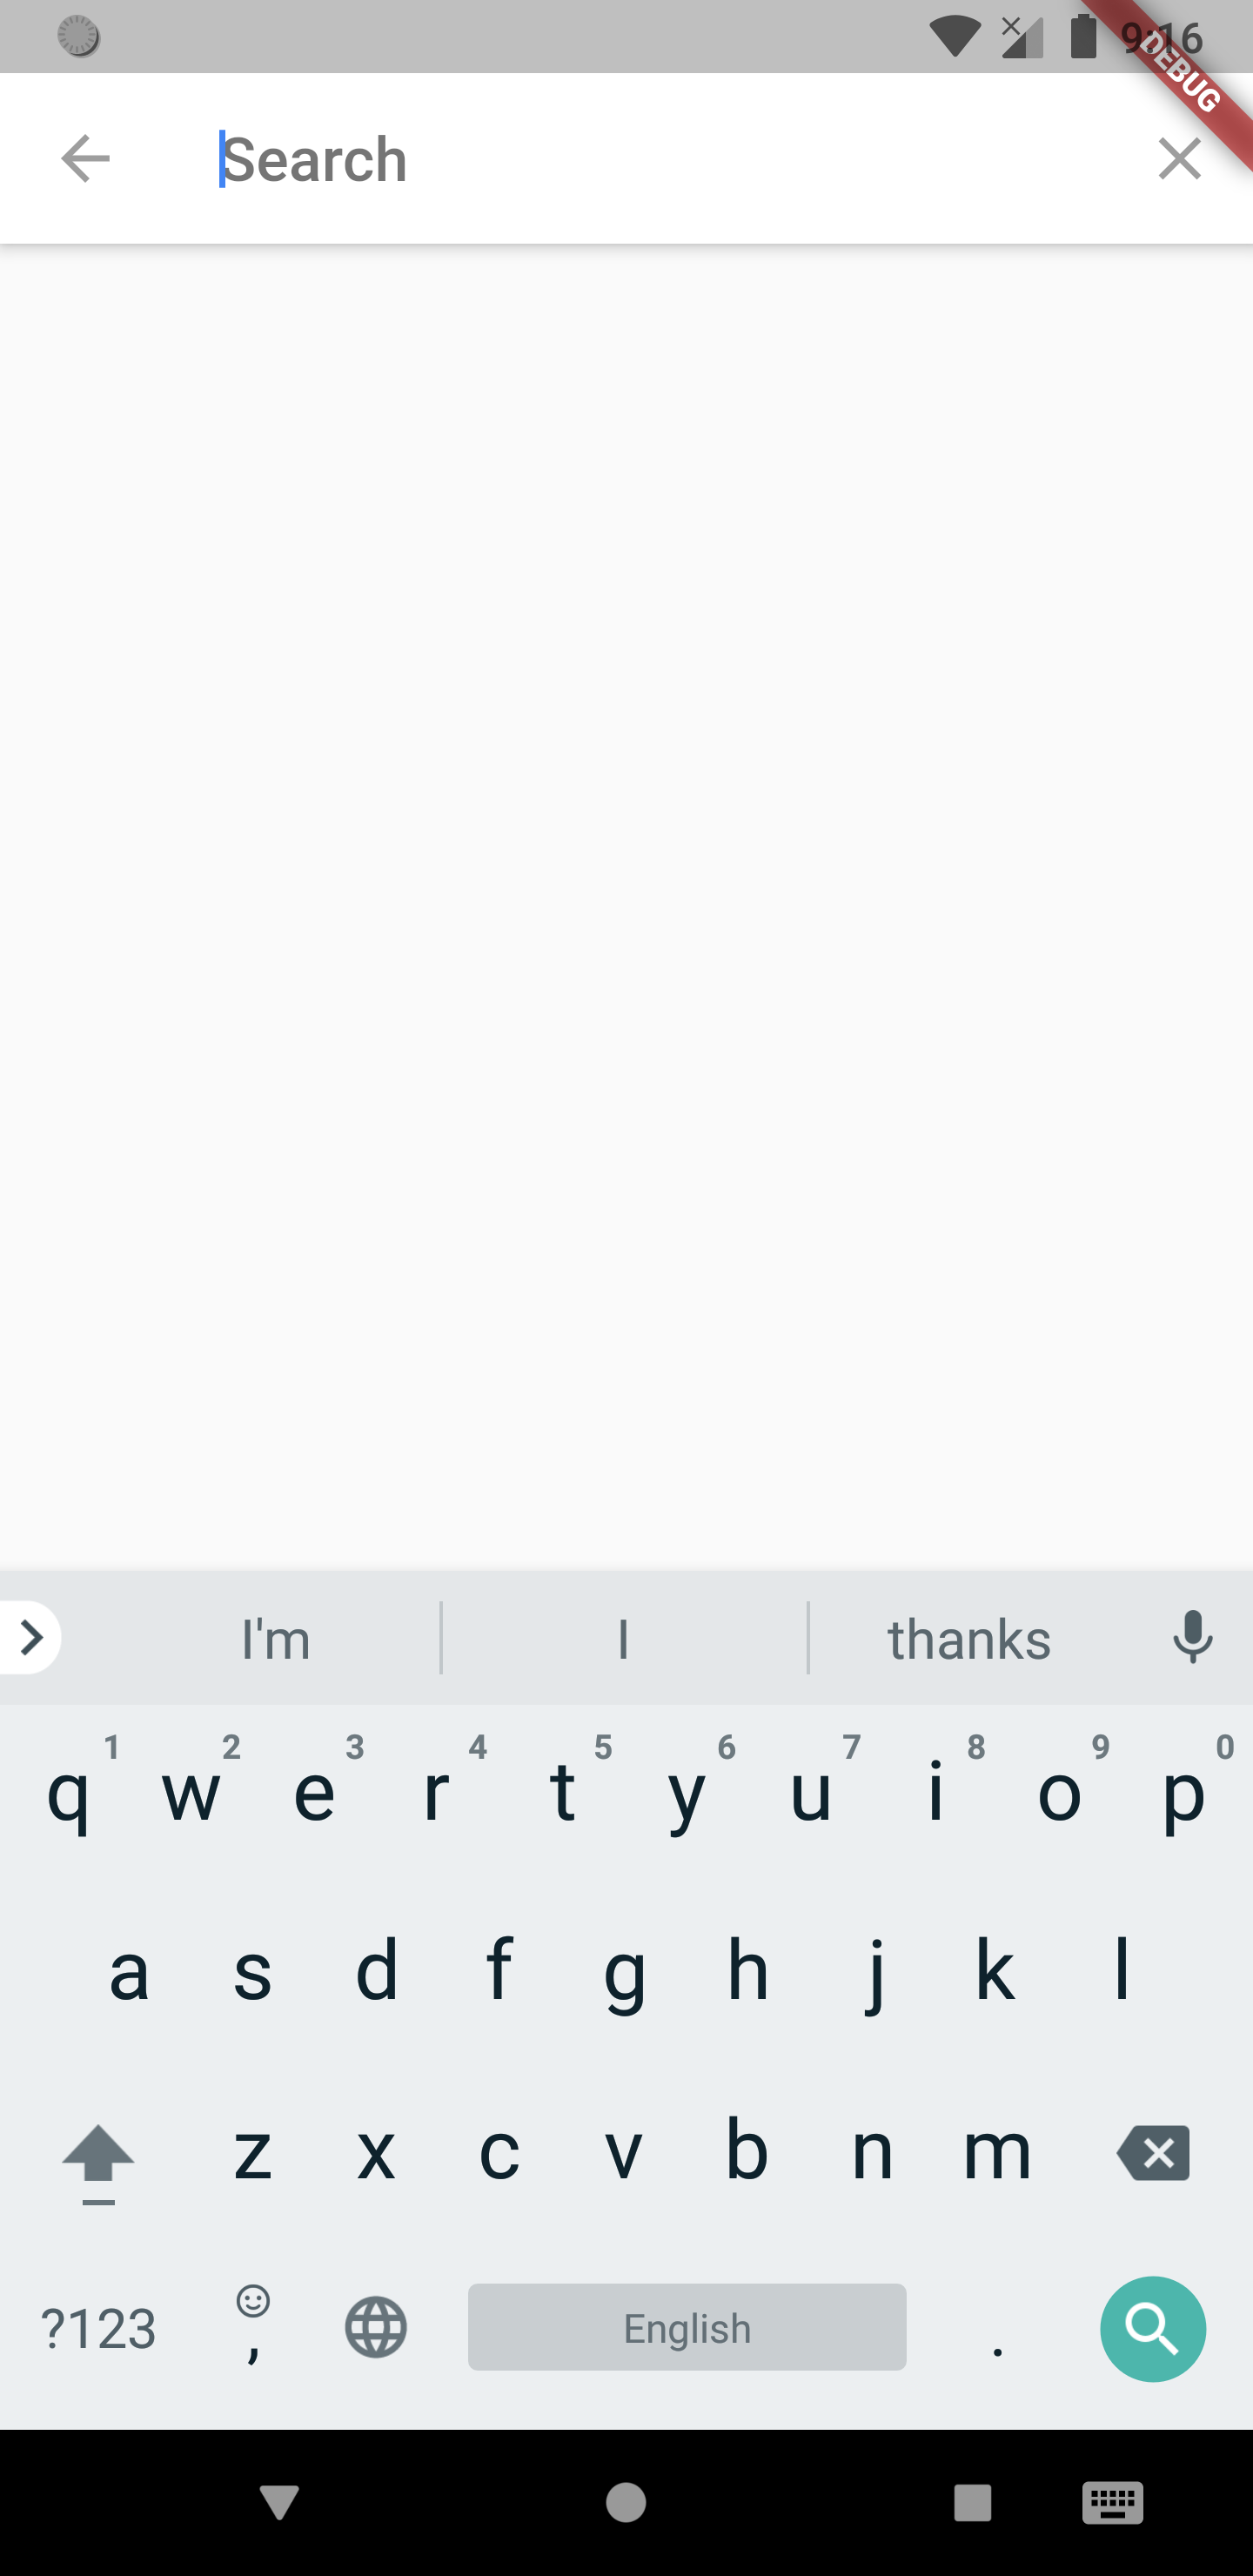 9:16
DEBUG
Search
I'm I thanks
1 2 3 4 5 6 7 8 9 0
q w e r t y u i o p
a s d f g h j k l
z x c v b n m
?123 , English .